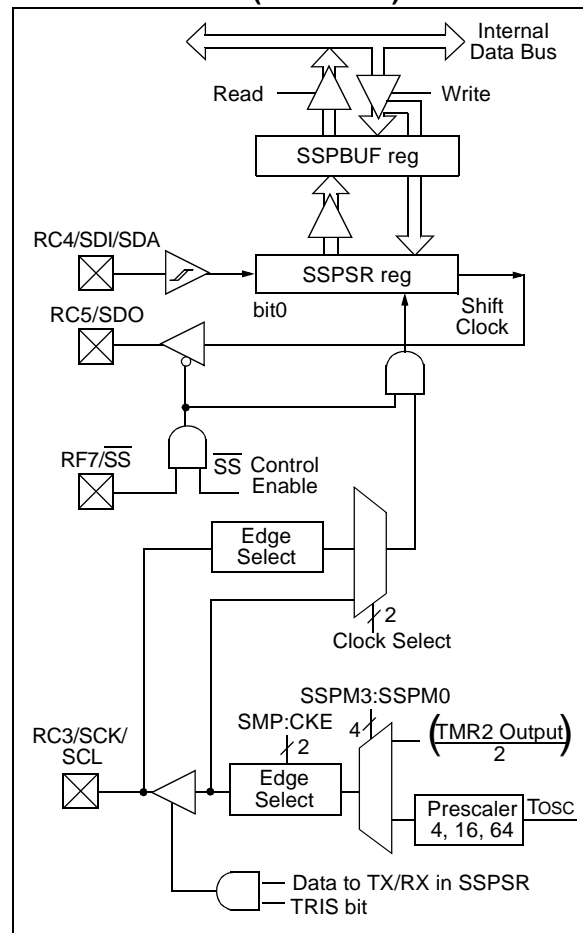 Internal
Data Bus
Read
Write
SSPBUF reg
RC4/SDI/SDA
SSPSR reg
bit0
Shift
Clock
RC5/SDO
RF7/S̅S̅
S̅S̅ Control
Enable
Edge
Select
2
Clock Select
SSPM3:SSPM0
SMP:CKE
4
2
(TMR2 Output
2)
RC3/SCK/
SCL
Edge
Select
Prescaler
4, 16, 64
TOSC
Data to TX/RX in SSPSR
TRIS bit